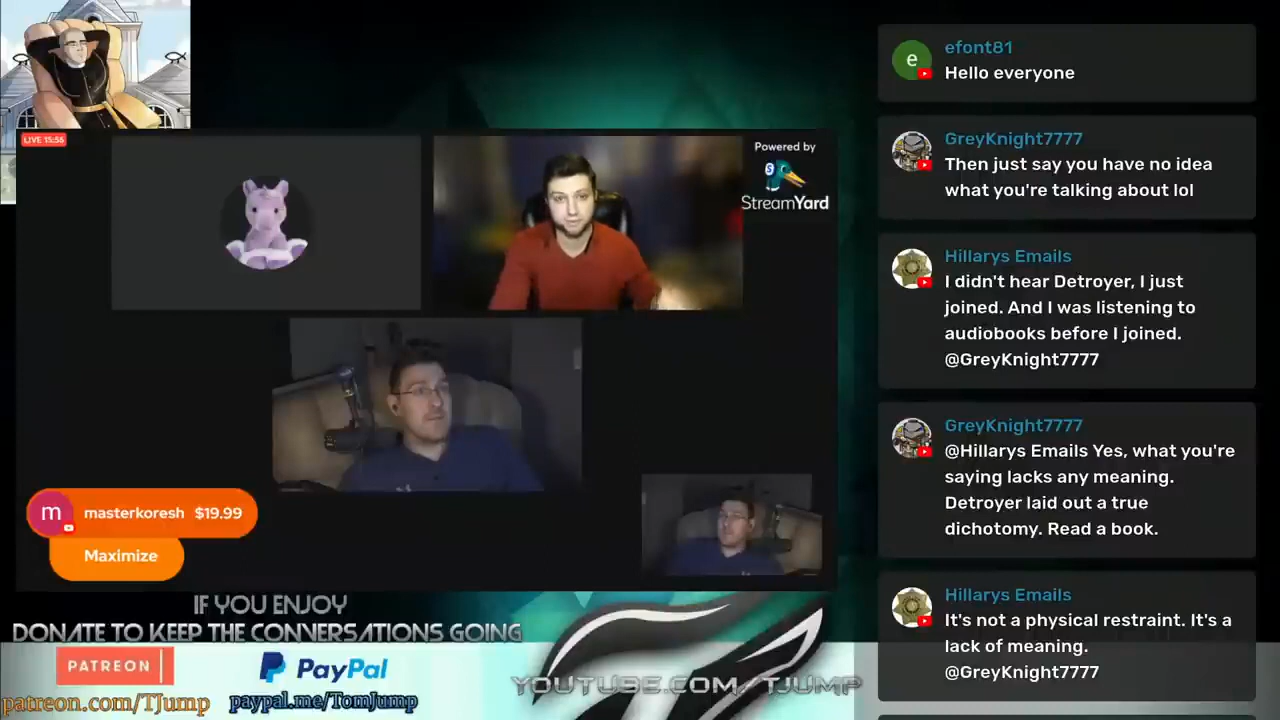 LIVE 15:56
Powered by
StreamYard
m
masterkoresh $19.99
Maximize
IF YOU ENJOY
DONATE TO KEEP THE CONVERSATIONS GOING
PATREON
PayPal
patreon.com/TJump
paypal.me/TomJump
YOUTUBE.COM/TJUMP
e
efont81
Hello everyone
GreyKnight7777
Then just say you have no idea
what you're talking about lol
Hillarys Emails
I didn't hear Detroyer, I just
joined. And I was listening to
audiobooks before I joined.
@GreyKnight7777
GreyKnight7777
@Hillarys Emails Yes, what you're
saying lacks any meaning.
Detroyer laid out a true
dichotomy. Read a book.
Hillarys Emails
It's not a physical restraint. It's a
lack of meaning.
@GreyKnight7777